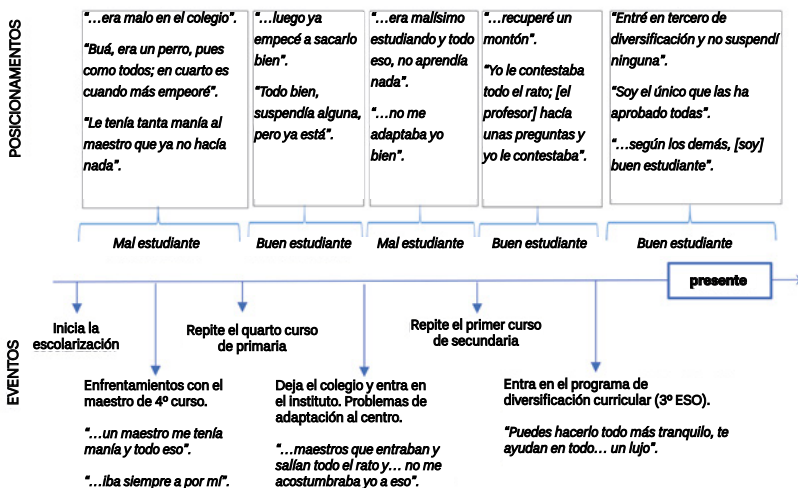 POSICIONAMENTOS
“…era malo en el colegio”.
“Buá, era un perro, pues
como todos; en cuarto es
cuando más empeoré”.
“Le tenía tanta manía al
maestro que ya no hacía
nada”.
“…luego ya
empecé a sacarlo
bien”.
“Todo bien,
suspendía alguna,
pero ya está”.
“…era malísimo
estudiando y todo
eso, no aprendía
nada”.
“…no me
adaptaba yo
bien”.
“…recuperé un
montón”.
“Yo le contestaba
todo el rato; [el
profesor] hacía
unas preguntas y
yo le contestaba”.
“Entré en tercero de
diversificación y no suspendí
ninguna”.
“Soy el único que las ha
aprobado todas”.
“…según los demás, [soy]
buen estudiante”.
Mal estudiante
Buen estudiante
Mal estudiante
Buen estudiante
Buen estudiante
presente
EVENTOS
Inicia la
escolarización
Enfrentamientos con el
maestro de 4º curso.
“…un maestro me tenía
manía y todo eso”.
“…Iba siempre a por mí”.
Repite el quarto curso
de primaria
Deja el colegio y entra en
el instituto. Problemas de
adaptación al centro.
“…maestros que entraban y
salían todo el rato y… no me
acostumbraba yo a eso”.
Repite el primer curso
de secundaria
Entra en el programa de
diversificación curricular (3º ESO).
“Puedes hacerlo todo más tranquilo, te
ayudan en todo… un lujo”.